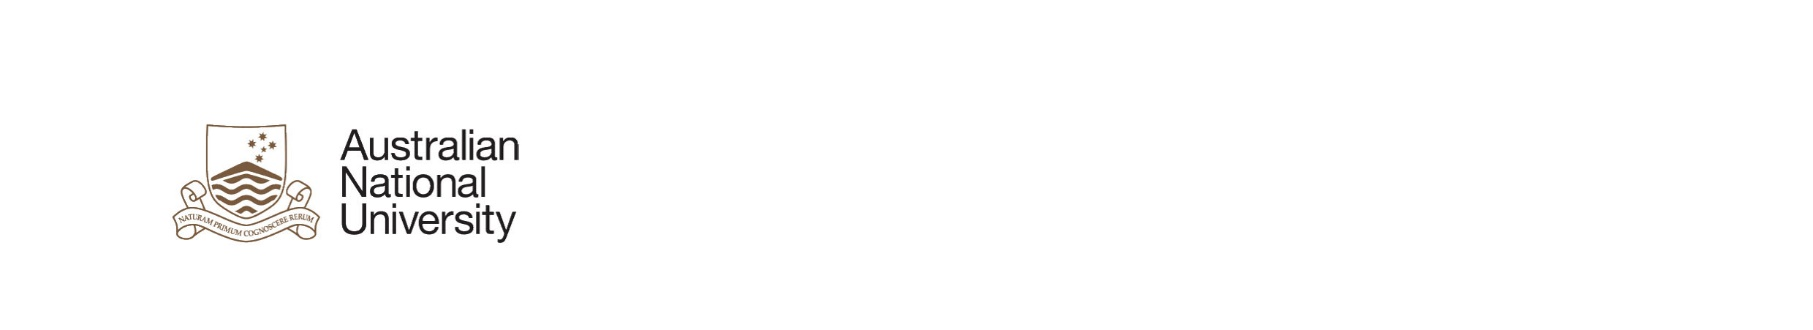 Australian
National
University
NATURAM PRIMUM COGNOSCERE RERUM